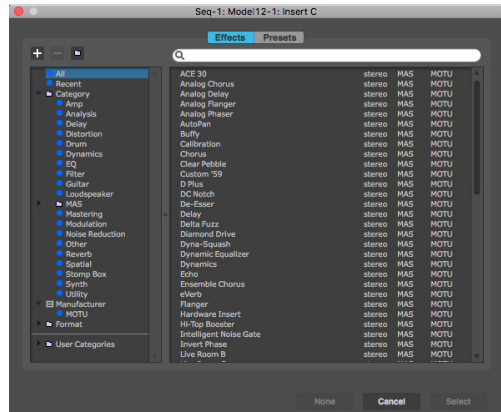 Seq-1: Model12-1: Insert C
Effects Presets
All
Recent
Category
Amp
Analysis
Delay
Distortion
Drum
Dynamics
EQ
Filter
Guitar
Loudspeaker
MAS
Mastering
Modulation
Noise Reduction
Other
Reverb
Spatial
Stomp Box
Synth
Utility
Manufacturer
MOTU
Format
User Categories
ACE 30 stereo MAS MOTU
Analog Chorus stereo MAS MOTU
Analog Delay stereo MAS MOTU
Analog Flanger stereo MAS MOTU
Analog Phaser stereo MAS MOTU
AutoPan stereo MAS MOTU
Buffy stereo MAS MOTU
Calibration stereo MAS MOTU
Chorus stereo MAS MOTU
Clear Pebble stereo MAS MOTU
Custom '59 stereo MAS MOTU
D Plus stereo MAS MOTU
DC Notch stereo MAS MOTU
De-Esser stereo MAS MOTU
Delay stereo MAS MOTU
Delta Fuzz stereo MAS MOTU
Diamond Drive stereo MAS MOTU
Dyna-Squash stereo MAS MOTU
Dynamic Equalizer stereo MAS MOTU
Dynamics stereo MAS MOTU
Echo stereo MAS MOTU
Ensemble Chorus stereo MAS MOTU
eVerb stereo MAS MOTU
Flanger stereo MAS MOTU
Hardware Insert stereo MAS MOTU
Hi-Top Booster stereo MAS MOTU
Intelligent Noise Gate stereo MAS MOTU
Invert Phase stereo MAS MOTU
Live Room B stereo MAS MOTU
None Cancel Select